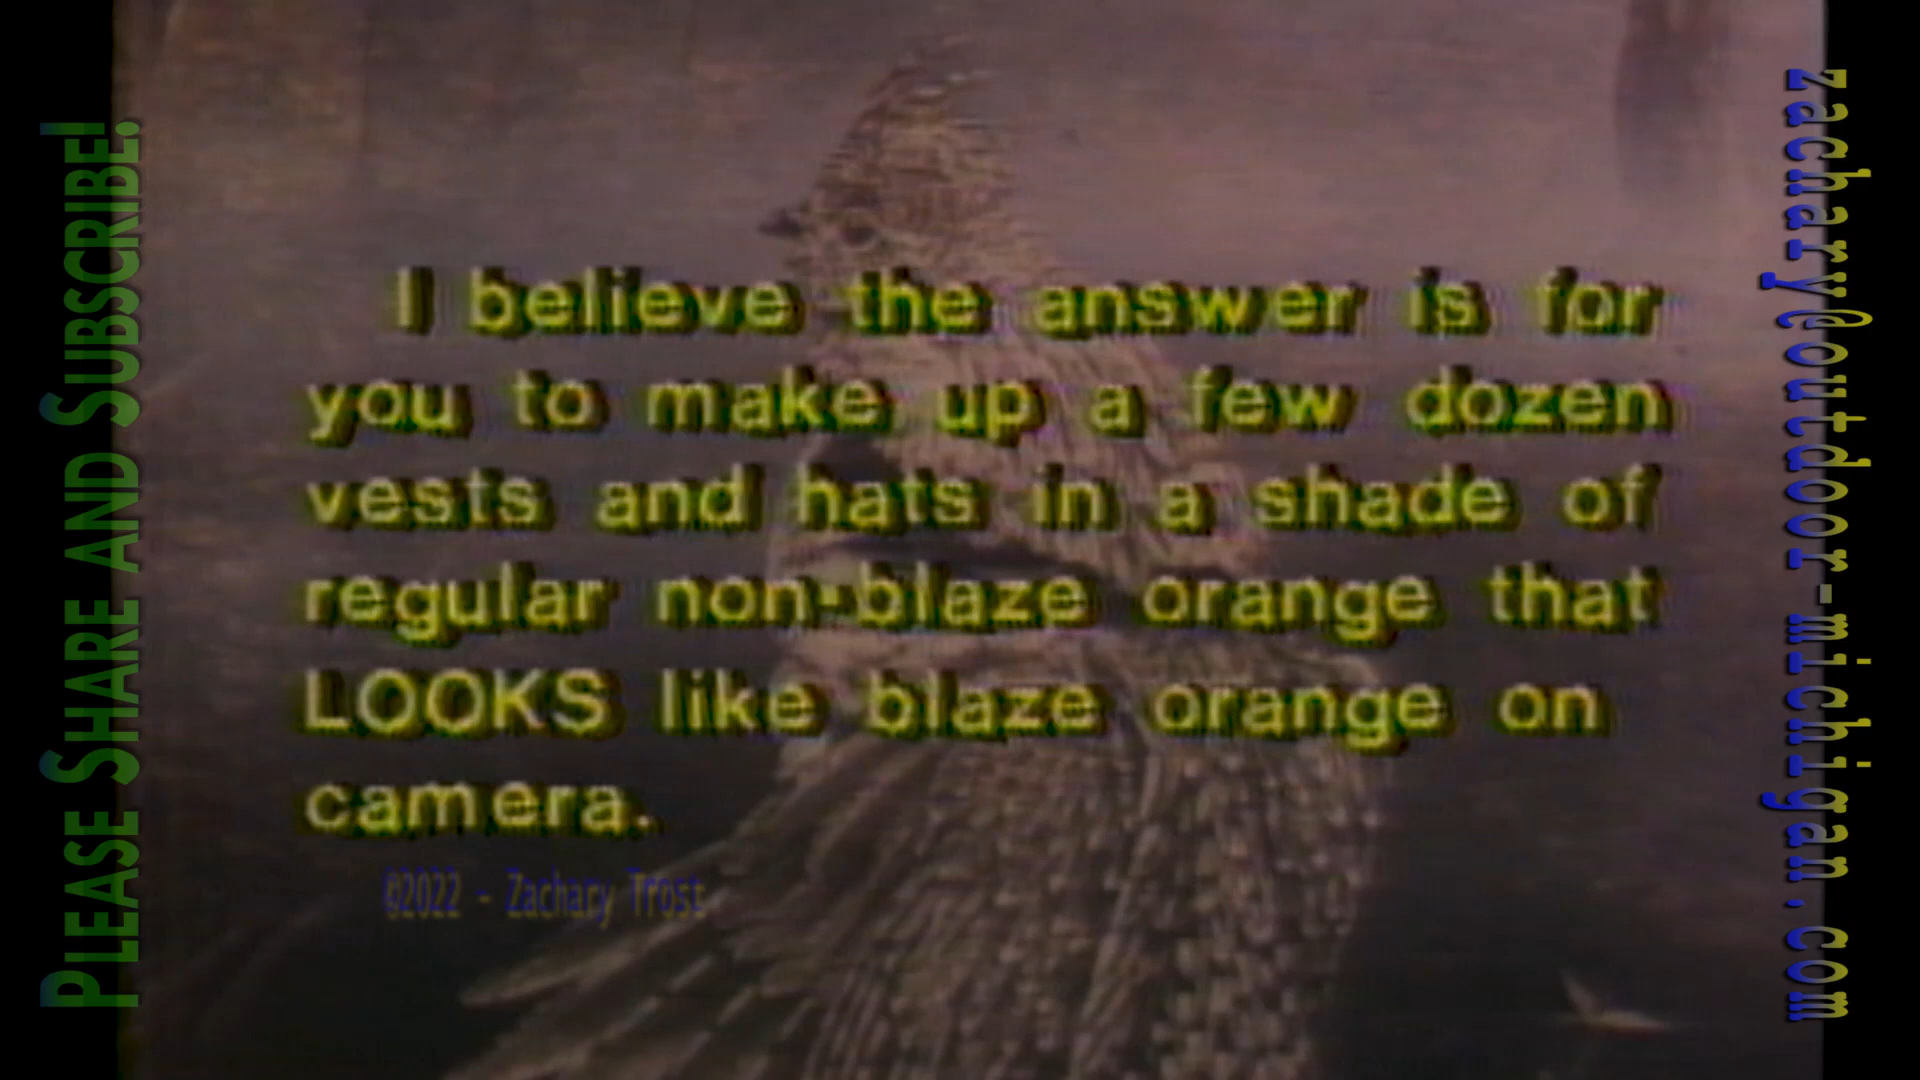 PLEASE SHARE AND SUBSCRIBE!
I believe the answer is for
you to make up a few dozen
vests and hats in a shade of
regular non-blaze orange that
LOOKS like blaze orange on
camera.
©2022 - Zachary Trost
zachary@outdoor-michigan.com